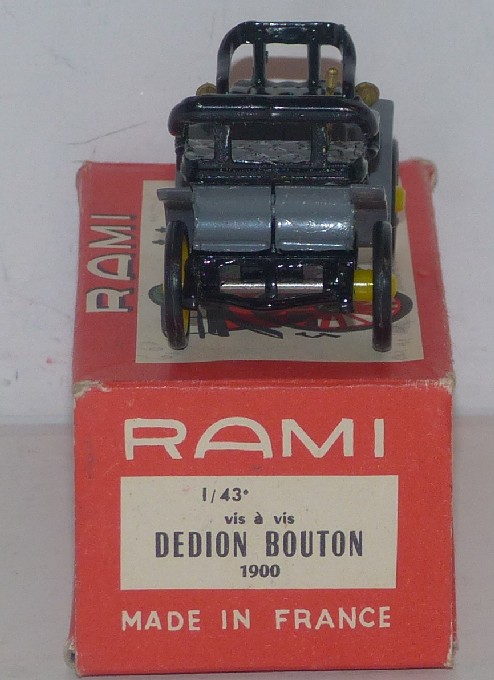 RAMI
RAMI
1/43e
vis à vis
DEDION BOUTON
1900
MADE IN FRANCE